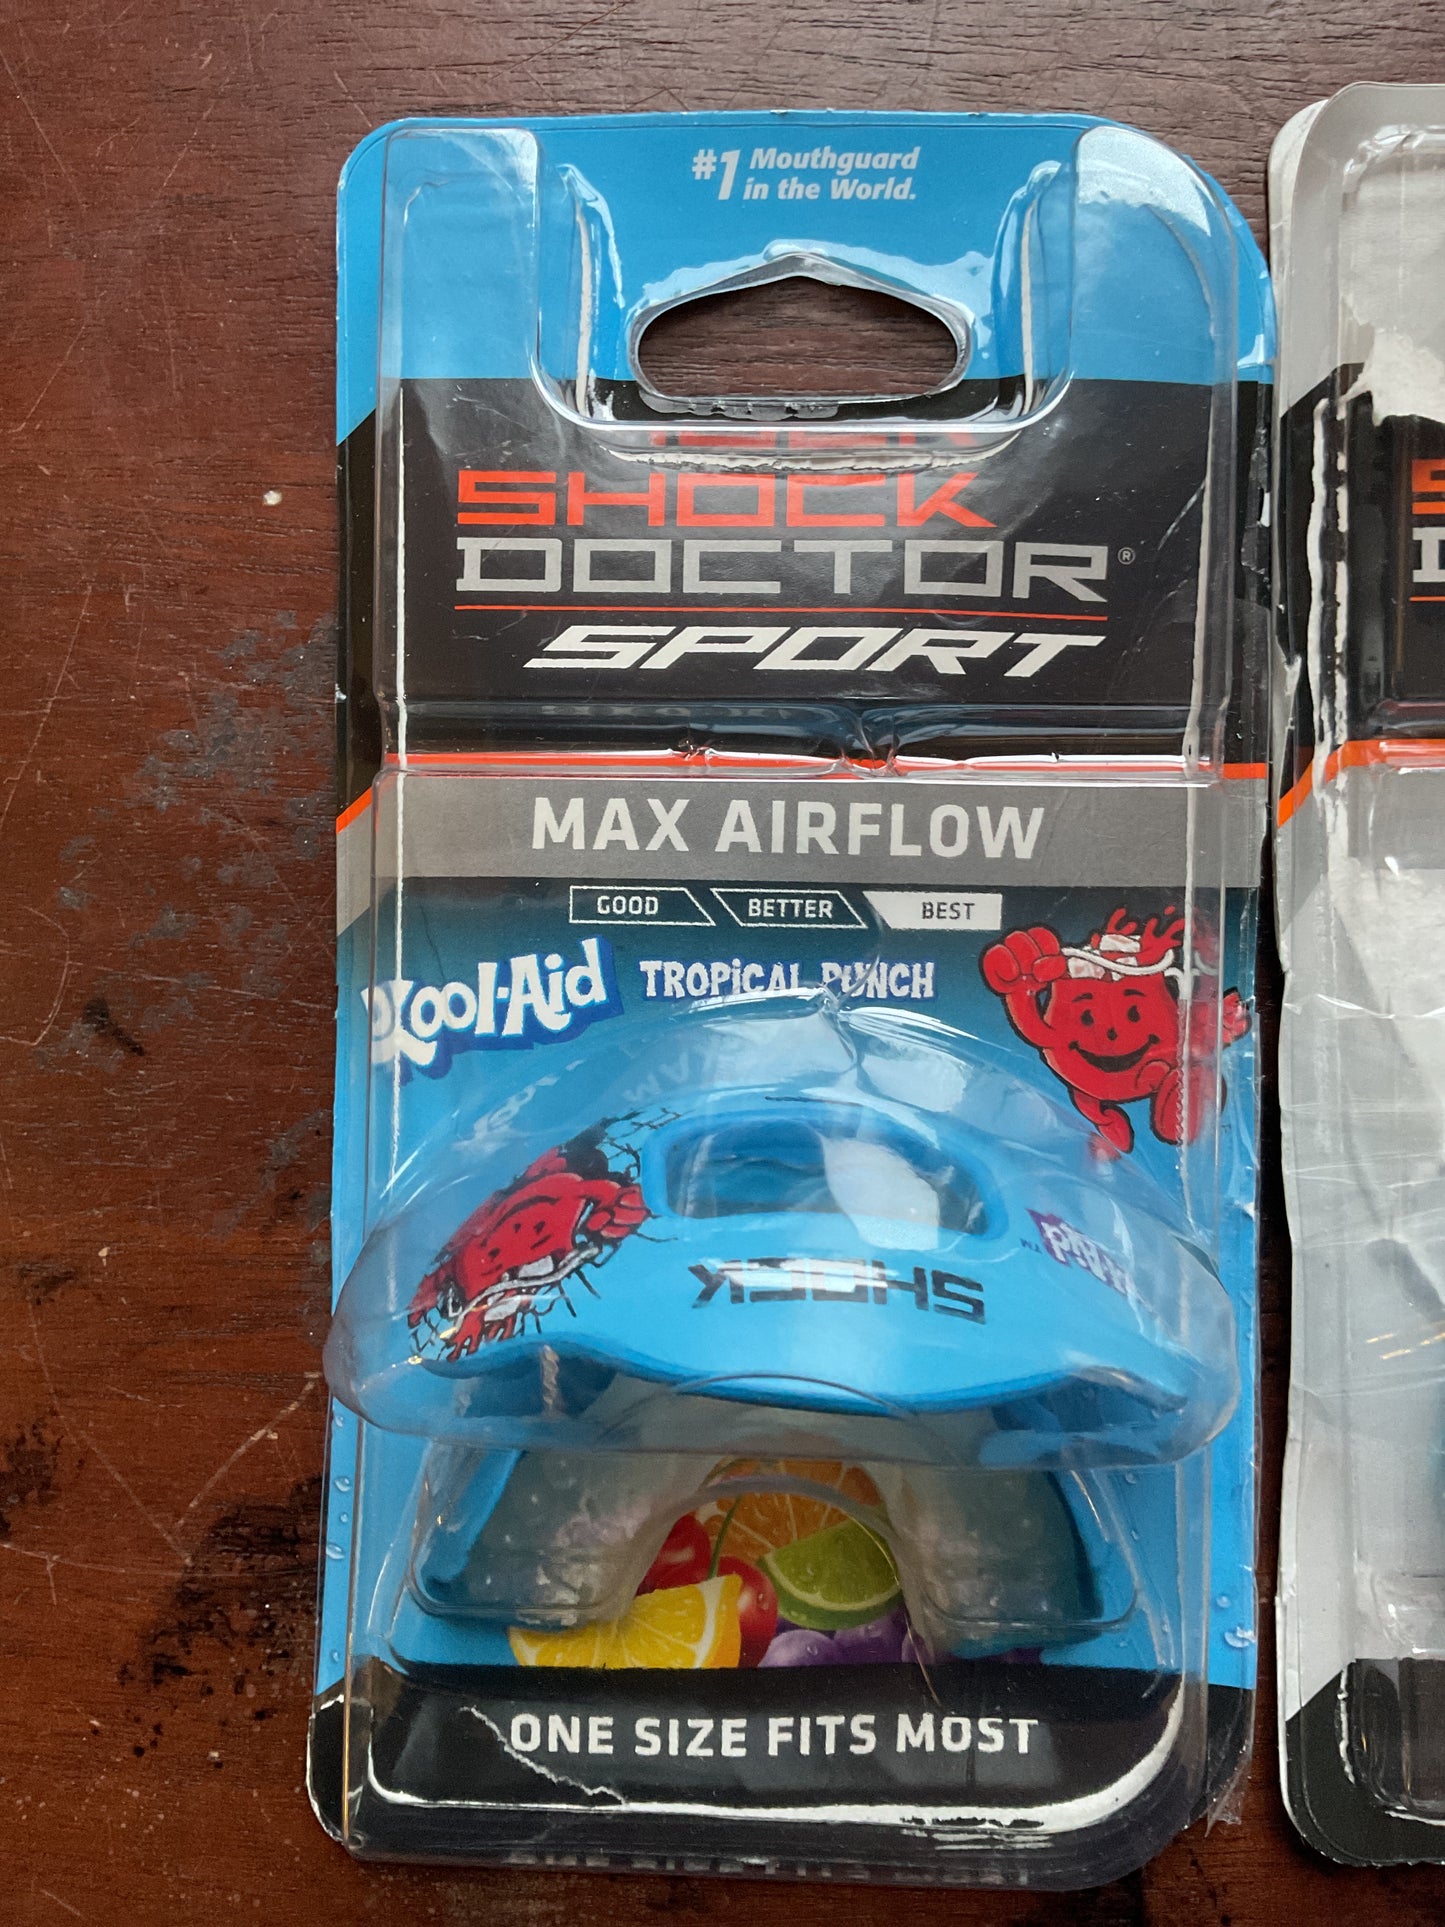 #1 Mouthguard
in the World.
SHOCK
DOCTOR®
SPORT
MAX AIRFLOW
GOOD BETTER BEST
Kool-Aid TROPiCAL PUNCH
SHOCK
ONE SIZE FITS MOST